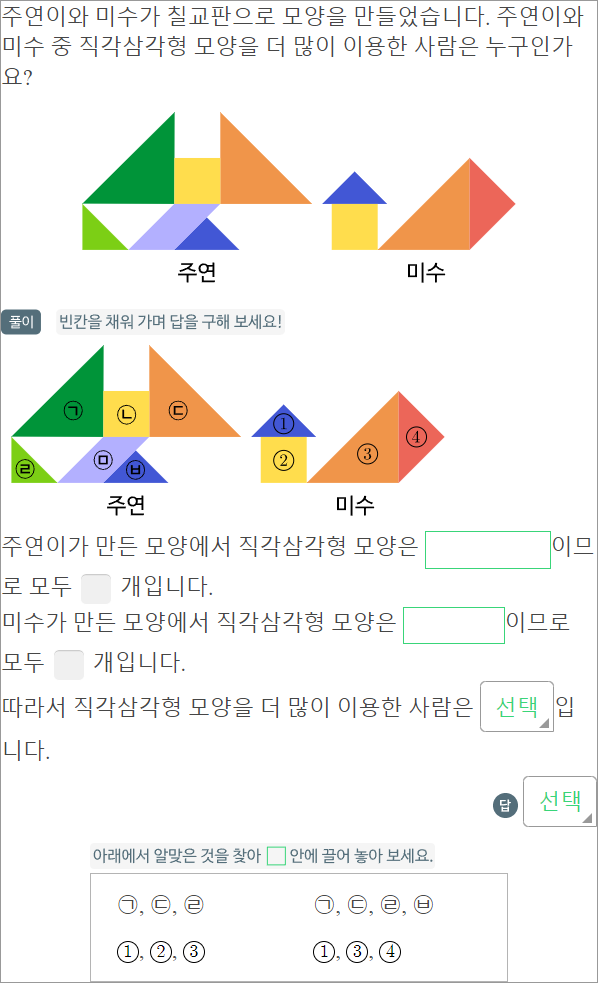 주연이와 미수가 칠교판으로 모양을 만들었습니다. 주연이와
미수 중 직각삼각형 모양을 더 많이 이용한 사람은 누구인가
요?
주연 미수
풀이 빈칸을 채워 가며 답을 구해 보세요!
㉠ ㉡ ㉢ ① ② ③ ④
㉣ ㉤ ㉥
주연 미수
주연이가 만든 모양에서 직각삼각형 모양은 이므
로 모두 개입니다.
미수가 만든 모양에서 직각삼각형 모양은 이므로
모두 개입니다.
따라서 직각삼각형 모양을 더 많이 이용한 사람은 선택 입
니다.
답 선택
아래에서 알맞은 것을 찾아 안에 끌어 놓아 보세요.
㉠, ㉢, ㉣ ㉠, ㉢, ㉣, ㉥
①, ②, ③ ①, ③, ④